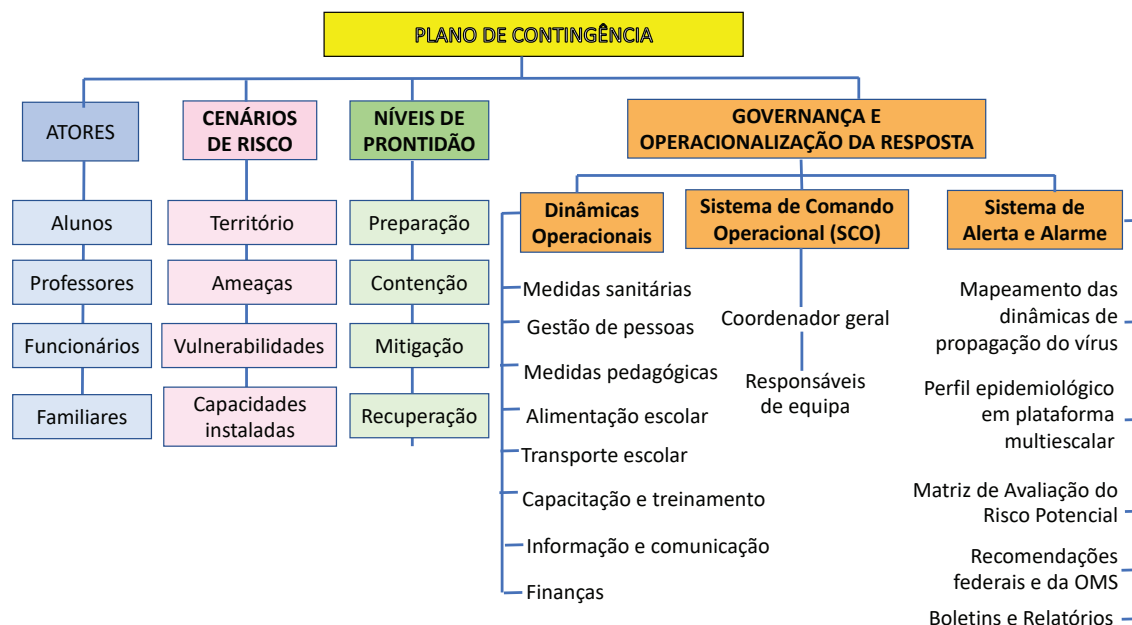 PLANO DE CONTINGÊNCIA
ATORES
Alunos
Professores
Funcionários
Familiares
CENÁRIOS
DE RISCO
Território
Ameaças
Vulnerabilidades
Capacidades
instaladas
NÍVEIS DE
PRONTIDÃO
Preparação
Contenção
Mitigação
Recuperação
GOVERNANÇA E
OPERACIONALIZAÇÃO DA RESPOSTA
Dinâmicas
Operacionais
Medidas sanitárias
Gestão de pessoas
Medidas pedagógicas
Alimentação escolar
Transporte escolar
Capacitação e treinamento
Informação e comunicação
Finanças
Sistema de Comando
Operacional (SCO)
Coordenador geral
Responsáveis
de equipa
Sistema de
Alerta e Alarme
Mapeamento das
dinâmicas de
propagação do vírus
Perfil epidemiológico
em plataforma
multiescalar
Matriz de Avaliação do
Risco Potencial
Recomendações
federais e da OMS
Boletins e Relatórios